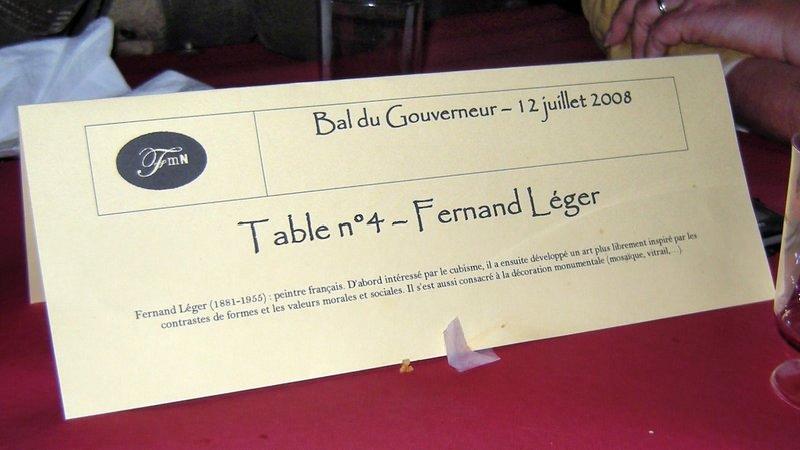 FmN
Bal du Gouverneur – 12 juillet 2008
Table n°4 – Fernand Léger
Fernand Léger (1881-1955) : peintre français. D'abord intéressé par le cubisme, il a ensuite développé un art plus librement inspiré par les
contrastes de formes et les valeurs morales et sociales. Il s'est aussi consacré à la décoration monumentale (mosaïque, vitrail,…).